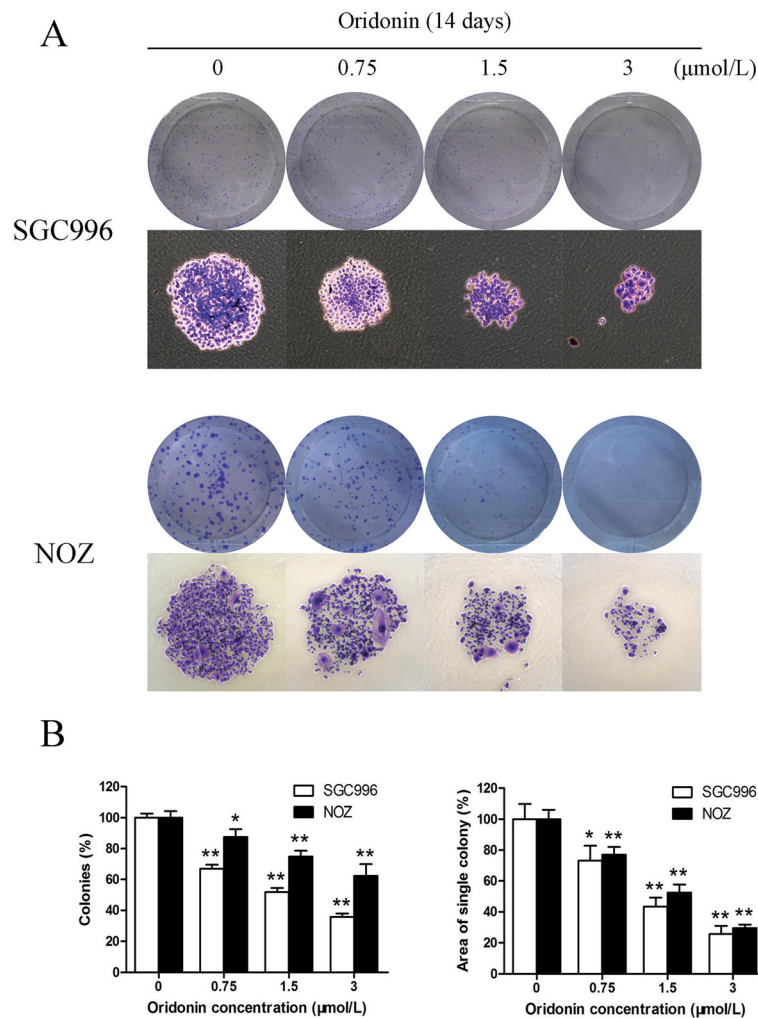 A
Oridonin (14 days)
0 0.75 1.5 3 (μmol/L)
SGC996
NOZ
B
Colonies (%)
120
100
80
60
40
20
0
SGC996
NOZ
** * ** ** ** **
0 0.75 1.5 3
Oridonin concentration (μmol/L)
Area of single colony (%)
120
100
80
60
40
20
0
SGC996
NOZ
* ** ** ** ** **
0 0.75 1.5 3
Oridonin concentration (μmol/L)